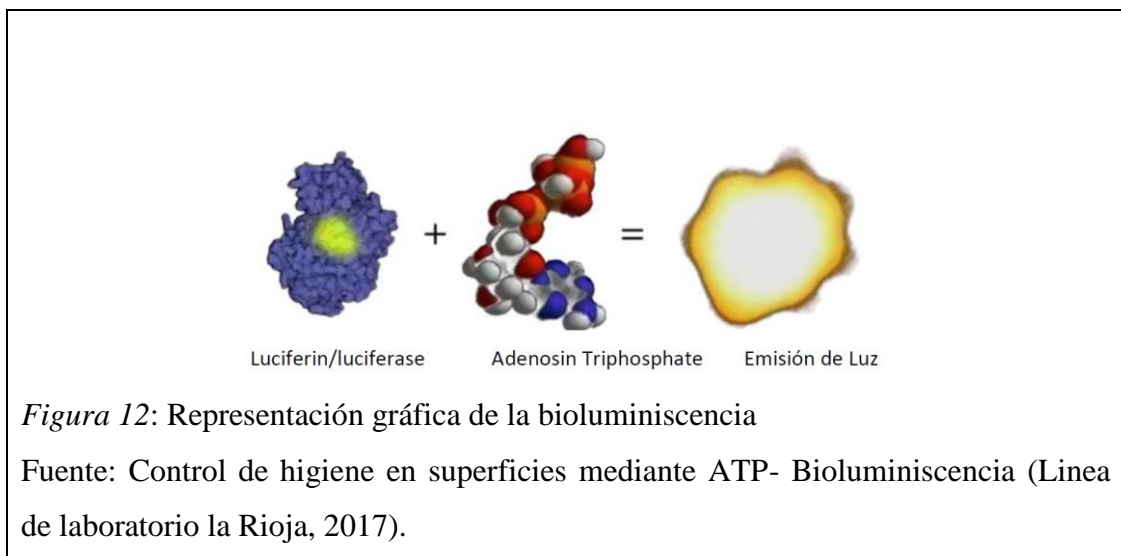 + =
Luciferin/luciferase Adenosin Triphosphate Emisión de Luz
Figura 12: Representación gráfica de la bioluminiscencia
Fuente: Control de higiene en superficies mediante ATP- Bioluminiscencia (Linea
de laboratorio la Rioja, 2017).